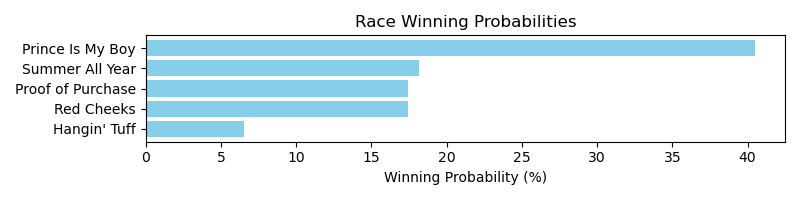 Race Winning Probabilities
Prince Is My Boy
Summer All Year
Proof of Purchase
Red Cheeks
Hangin' Tuff
0 5 10 15 20 25 30 35 40
Winning Probability (%)